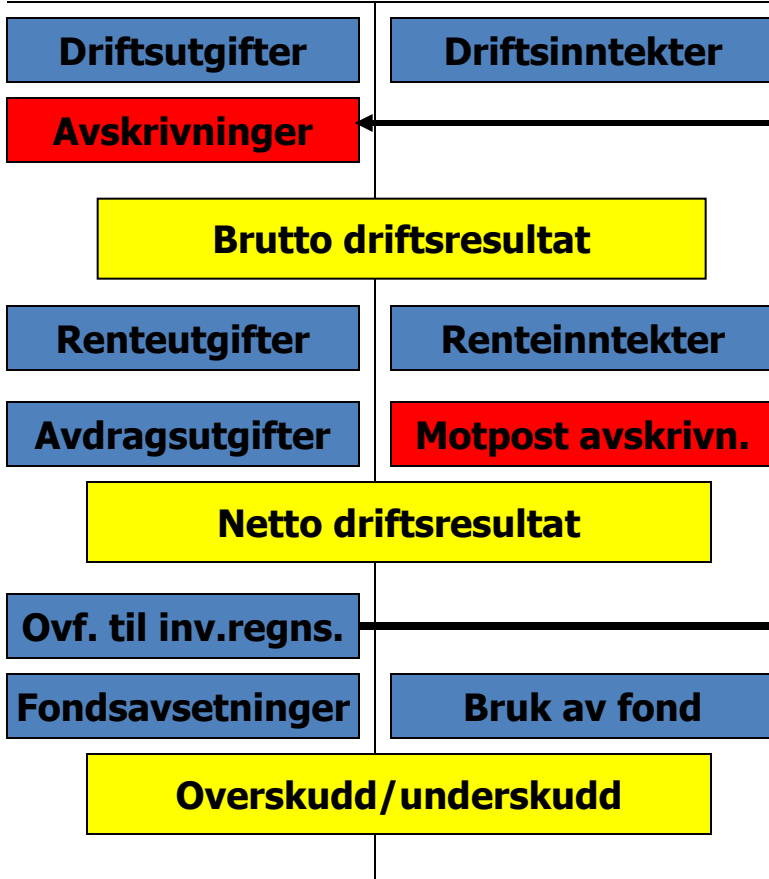 Driftsutgifter
Driftsinntekter
Avskrivninger
Brutto driftsresultat
Renteutgifter
Renteinntekter
Avdragsutgifter
Motpost avskrivn.
Netto driftsresultat
Ovf. til inv.regns.
Fondsavsetninger
Bruk av fond
Overskudd/underskudd